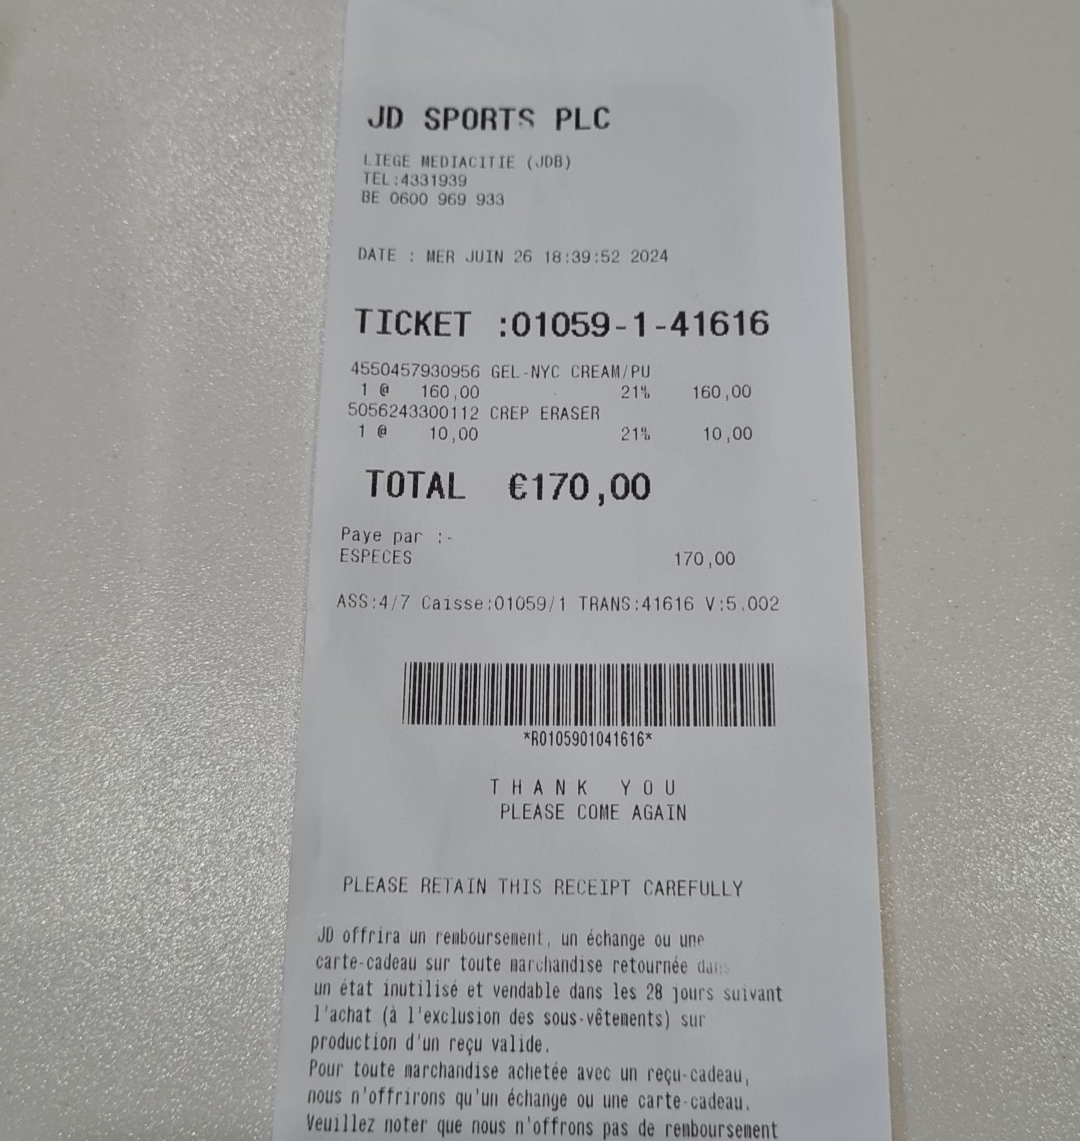 JD SPORTS PLC
LIEGE MEDIACITIE (JDB)
TEL:4331939
BE 0600 969 933
DATE : MER JUIN 26 18:39:52 2024
TICKET :01059-1-41616
4550457930956 GEL-NYC CREAM/PU
1 @ 160,00 21% 160,00
5056243300112 CREP ERASER
1 @ 10,00 21% 10,00
TOTAL €170,00
Paye par :-
ESPECES 170,00
ASS:4/7 Caisse:01059/1 TRANS:41616 V:5.002
*R0105901041616*
THANK YOU
PLEASE COME AGAIN
PLEASE RETAIN THIS RECEIPT CAREFULLY
JD offrira un remboursement, un échange ou une
carte-cadeau sur toute marchandise retournée dans
un état inutilisé et vendable dans les 28 jours suivant
l'achat (à l'exclusion des sous-vêtements) sur
production d'un reçu valide.
Pour toute marchandise achetée avec un reçu-cadeau,
nous n'offrirons qu'un échange ou une carte-cadeau.
Veuillez noter que nous n'offrons pas de remboursement